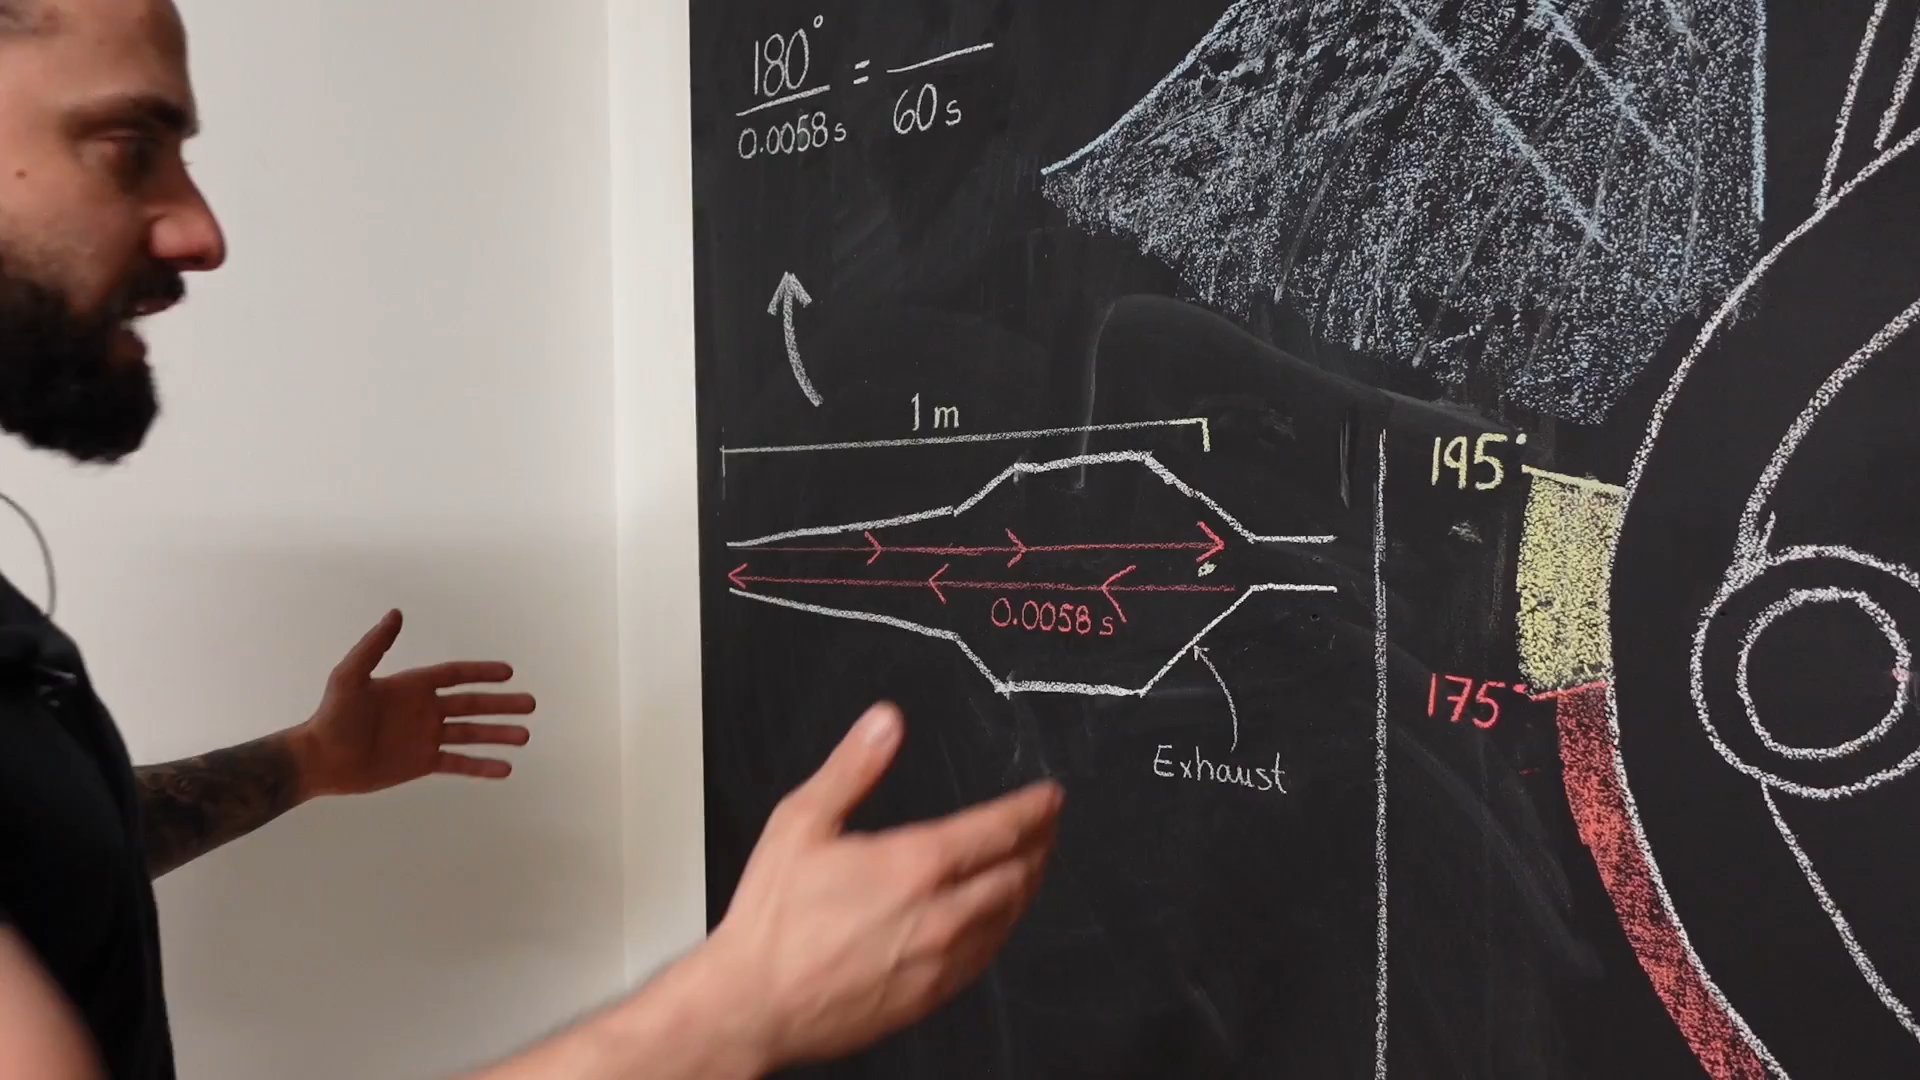 180° = 
0.0058 s 60 s
1 m
195°
0.0058 s
175°
Exhaust